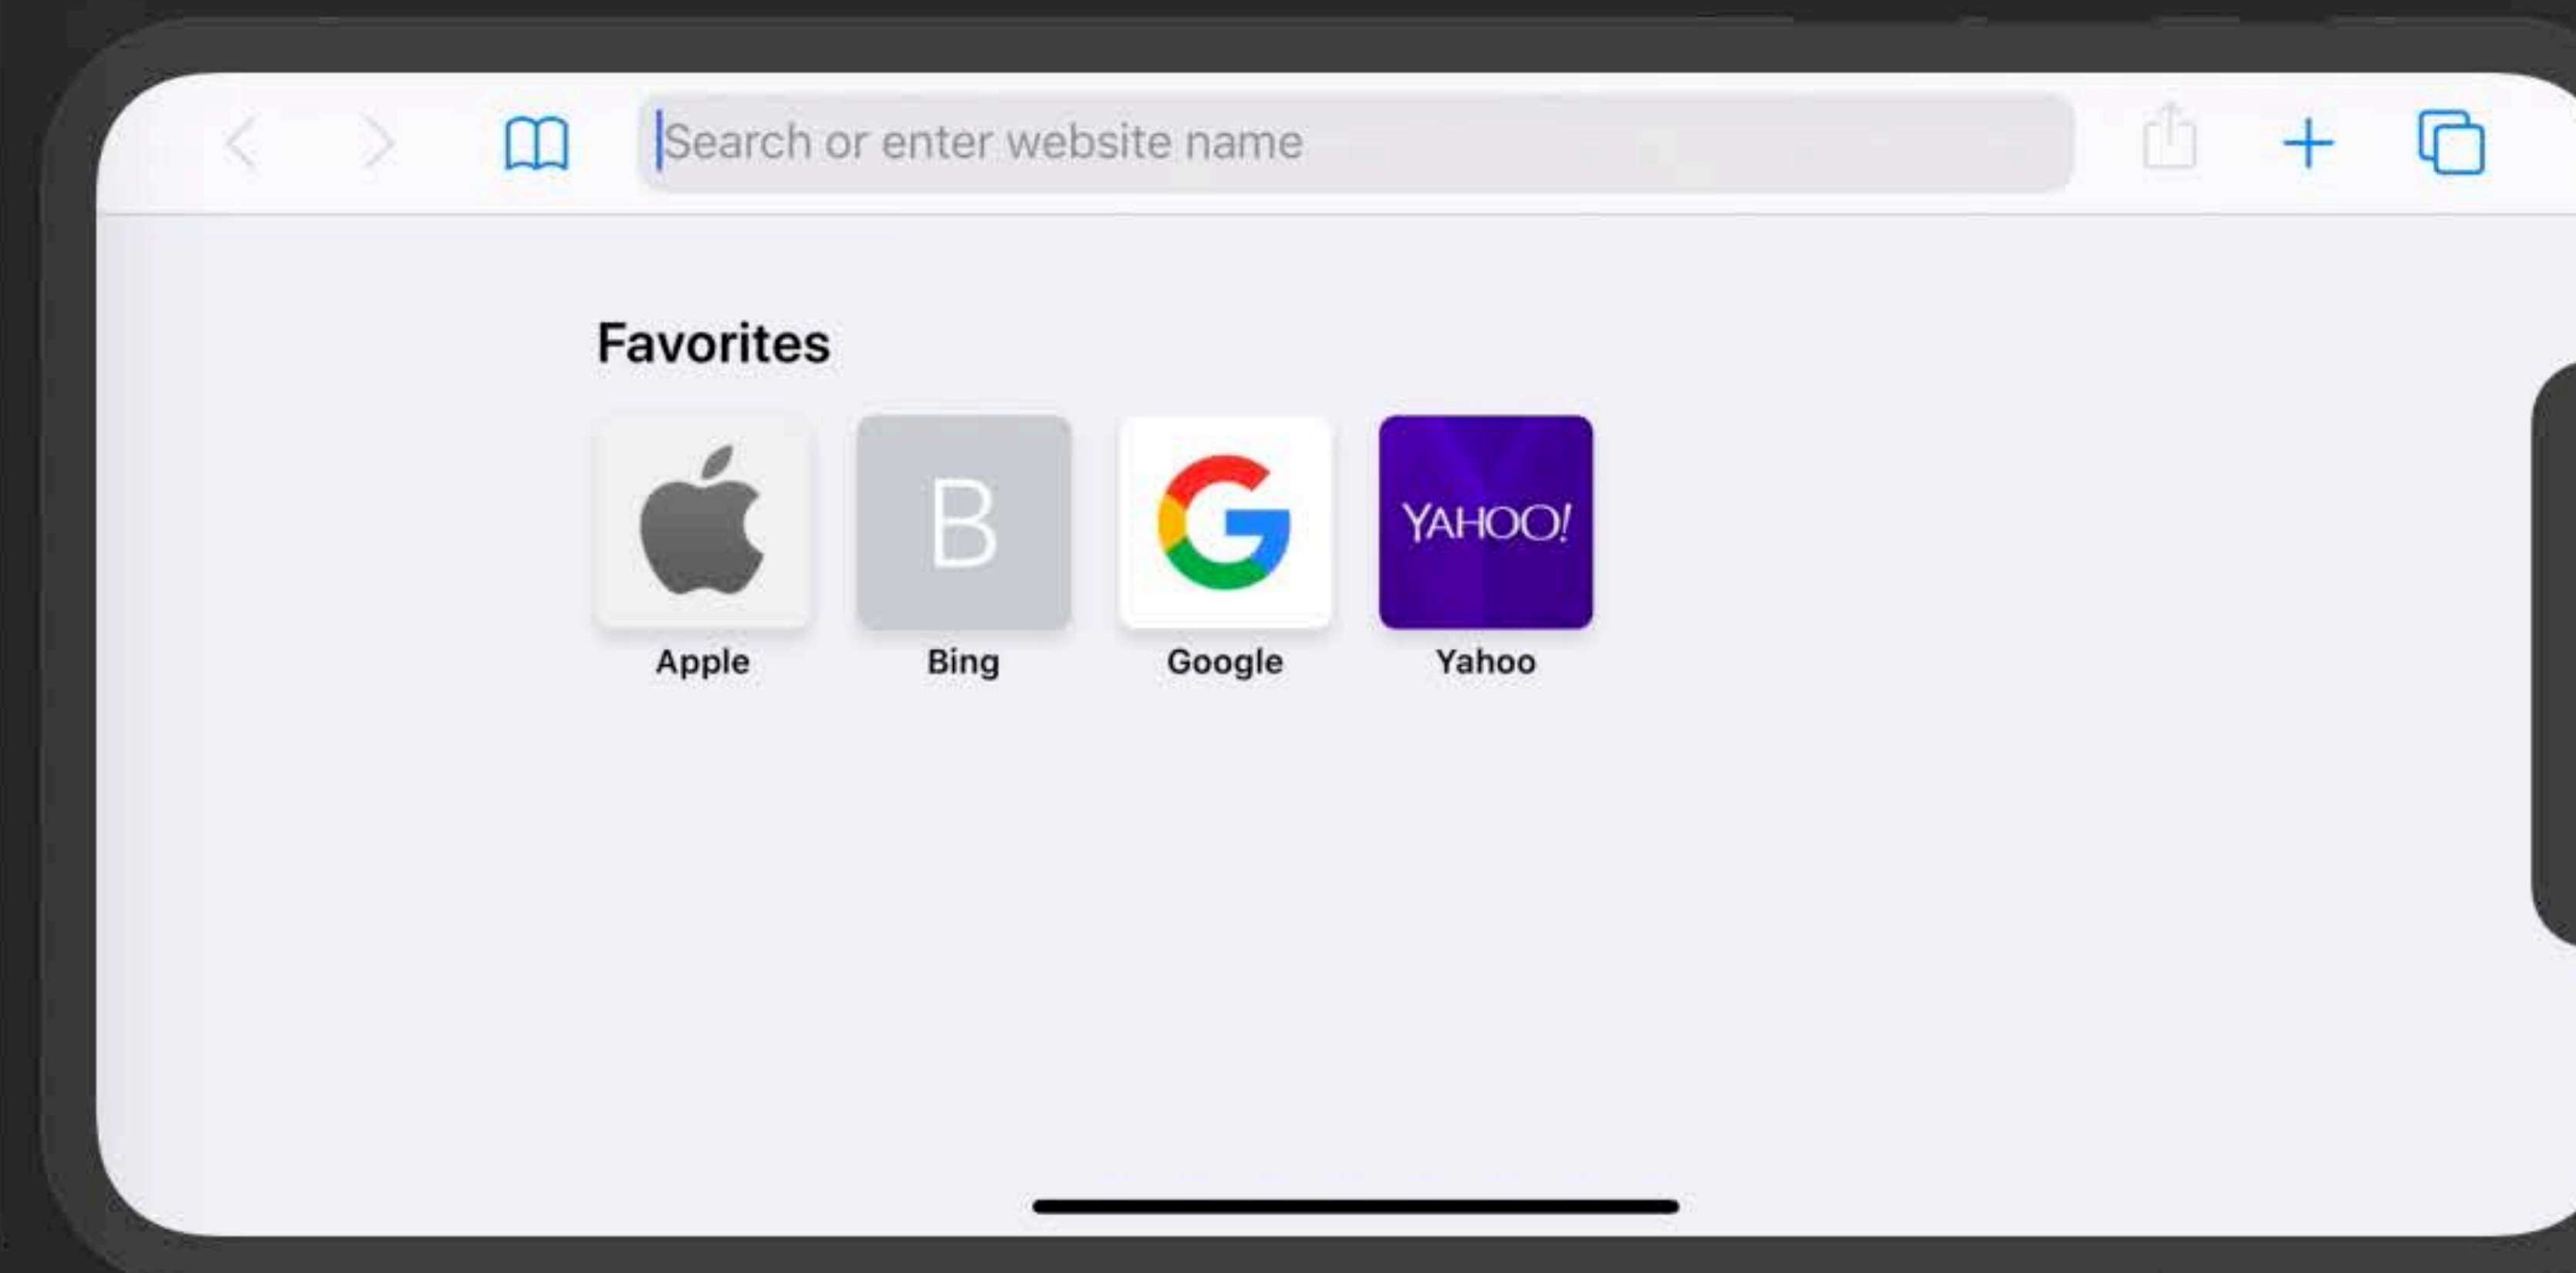 Search or enter website name
Favorites
B
YAHOO!
Apple
Bing
Google
Yahoo